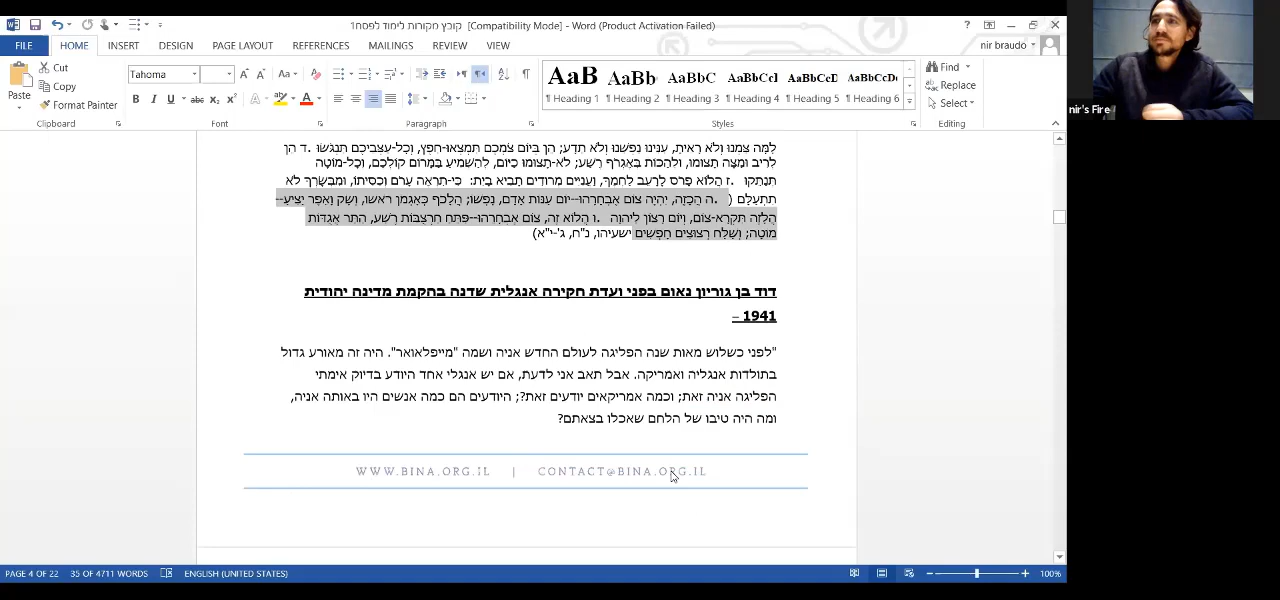 קובץ מקורות לימוד לפסח1 [Compatibility Mode] - Word (Product Activation Failed)
FILE HOME INSERT DESIGN PAGE LAYOUT REFERENCES MAILINGS REVIEW VIEW
nir braudo
Paste
Cut
Copy
Format Painter
Clipboard
Tahoma
Font
Paragraph
AaB AaBb AaBbC AaBbCcI AaBbCcD AaBbCcDc
¶ Heading 1 ¶ Heading 2 ¶ Heading 3 ¶ Heading 4 ¶ Heading 5 ¶ Heading 6
Styles
Find
Replace
Select
Editing
nir's Fire
לָמָּה צַּמְנוּ וְלֹא רָאִיתָ, עִנִּינוּ נַפְשֵׁנוּ וְלֹא תֵדָע; הֵן בְּיוֹם צֹמְכֶם תִּמְצְאוּ-חֵפֶץ, וְכָל-עַצְּבֵיכֶם תִּנְגֹּשׂוּ .ד הֵן
לְרִיב וּמַצָּה תָּצוּמוּ, וּלְהַכּוֹת בְּאֶגְרֹף רֶשַׁע; לֹא-תָצוּמוּ כַיּוֹם, לְהַשְׁמִיעַ בַּמָּרוֹם קוֹלְכֶם, וְכָל-מוֹטָה
תְּנַתֵּקוּ .ז הֲלוֹא פָרֹס לָרָעֵב לַחְמֶךָ, וַעֲנִיִּים מְרוּדִים תָּבִיא בָיִת: כִּי-תִרְאֶה עָרֹם וְכִסִּיתוֹ, וּמִבְּשָׂרְךָ לֹא
תִתְעַלָּם ( .ה הֲכָזֶה, יִהְיֶה צוֹם אֶבְחָרֵהוּ--יוֹם עַנּוֹת אָדָם, נַפְשׁוֹ; הֲלָכֹף כְּאַגְמֹן רֹאשׁוֹ, וְשַׂק וָאֵפֶר יַצִּיעַ--
הֲלָזֶה תִּקְרָא-צוֹם, וְיוֹם רָצוֹן לַיהוָה .ו הֲלוֹא זֶה, צוֹם אֶבְחָרֵהוּ--פַּתֵּחַ חַרְצֻבּוֹת רֶשַׁע, הַתֵּר אֲגֻדּוֹת
מוֹטָה; וְשַׁלַּח רְצוּצִים חָפְשִׁים ישעיהו, נ"ח, ג'-י"א)
דוד בן גוריון נאום בפני ועדת חקירה אנגלית שדנה בהקמת מדינה יהודית
– 1941
"לפני כשלוש מאות שנה הפליגה לעולם החדש אניה ושמה "מייפלאואר". היה זה מאורע גדול
בתולדות אנגליה ואמריקה. אבל תאב אני לדעת, אם יש אנגלי אחד היודע בדיוק אימתי
הפליגה אניה זאת; וכמה אמריקאים יודעים זאת?; היודעים הם כמה אנשים היו באותה אניה,
ומה היה טיבו של הלחם שאכלו בצאתם?
WWW.BINA.ORG.IL | CONTACT@BINA.ORG.IL
PAGE 4 OF 22 35 OF 4711 WORDS ENGLISH (UNITED STATES) 100%